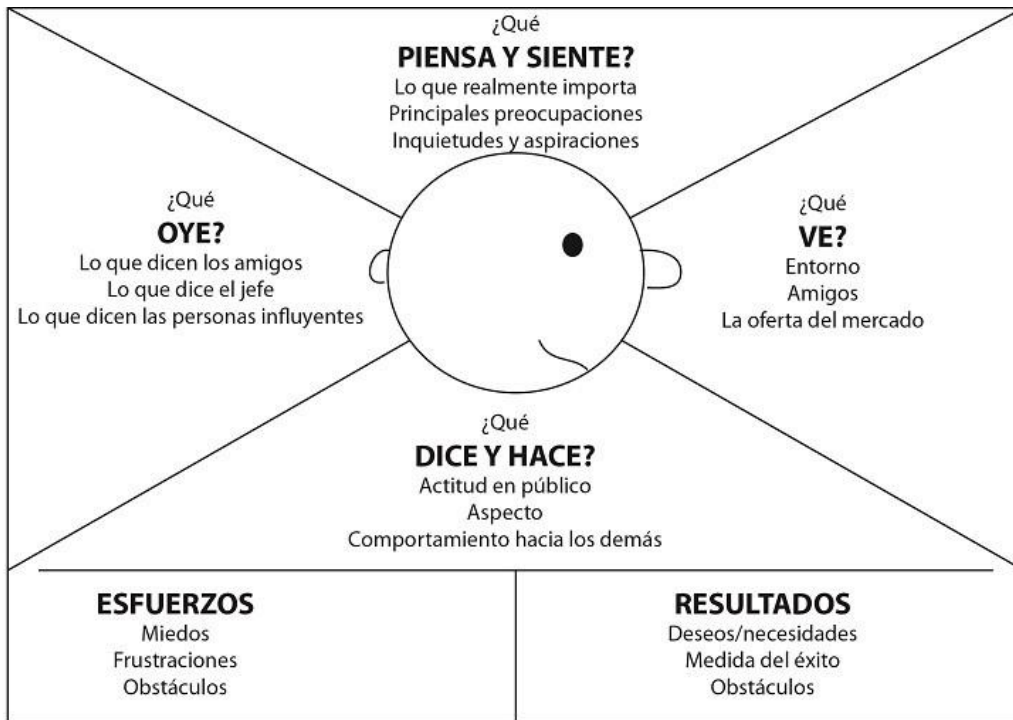 ¿Qué
PIENSA Y SIENTE?
Lo que realmente importa
Principales preocupaciones
Inquietudes y aspiraciones
¿Qué
OYE?
Lo que dicen los amigos
Lo que dice el jefe
Lo que dicen las personas influyentes
¿Qué
VE?
Entorno
Amigos
La oferta del mercado
¿Qué
DICE Y HACE?
Actitud en público
Aspecto
Comportamiento hacia los demás
ESFUERZOS
Miedos
Frustraciones
Obstáculos
RESULTADOS
Deseos/necesidades
Medida del éxito
Obstáculos